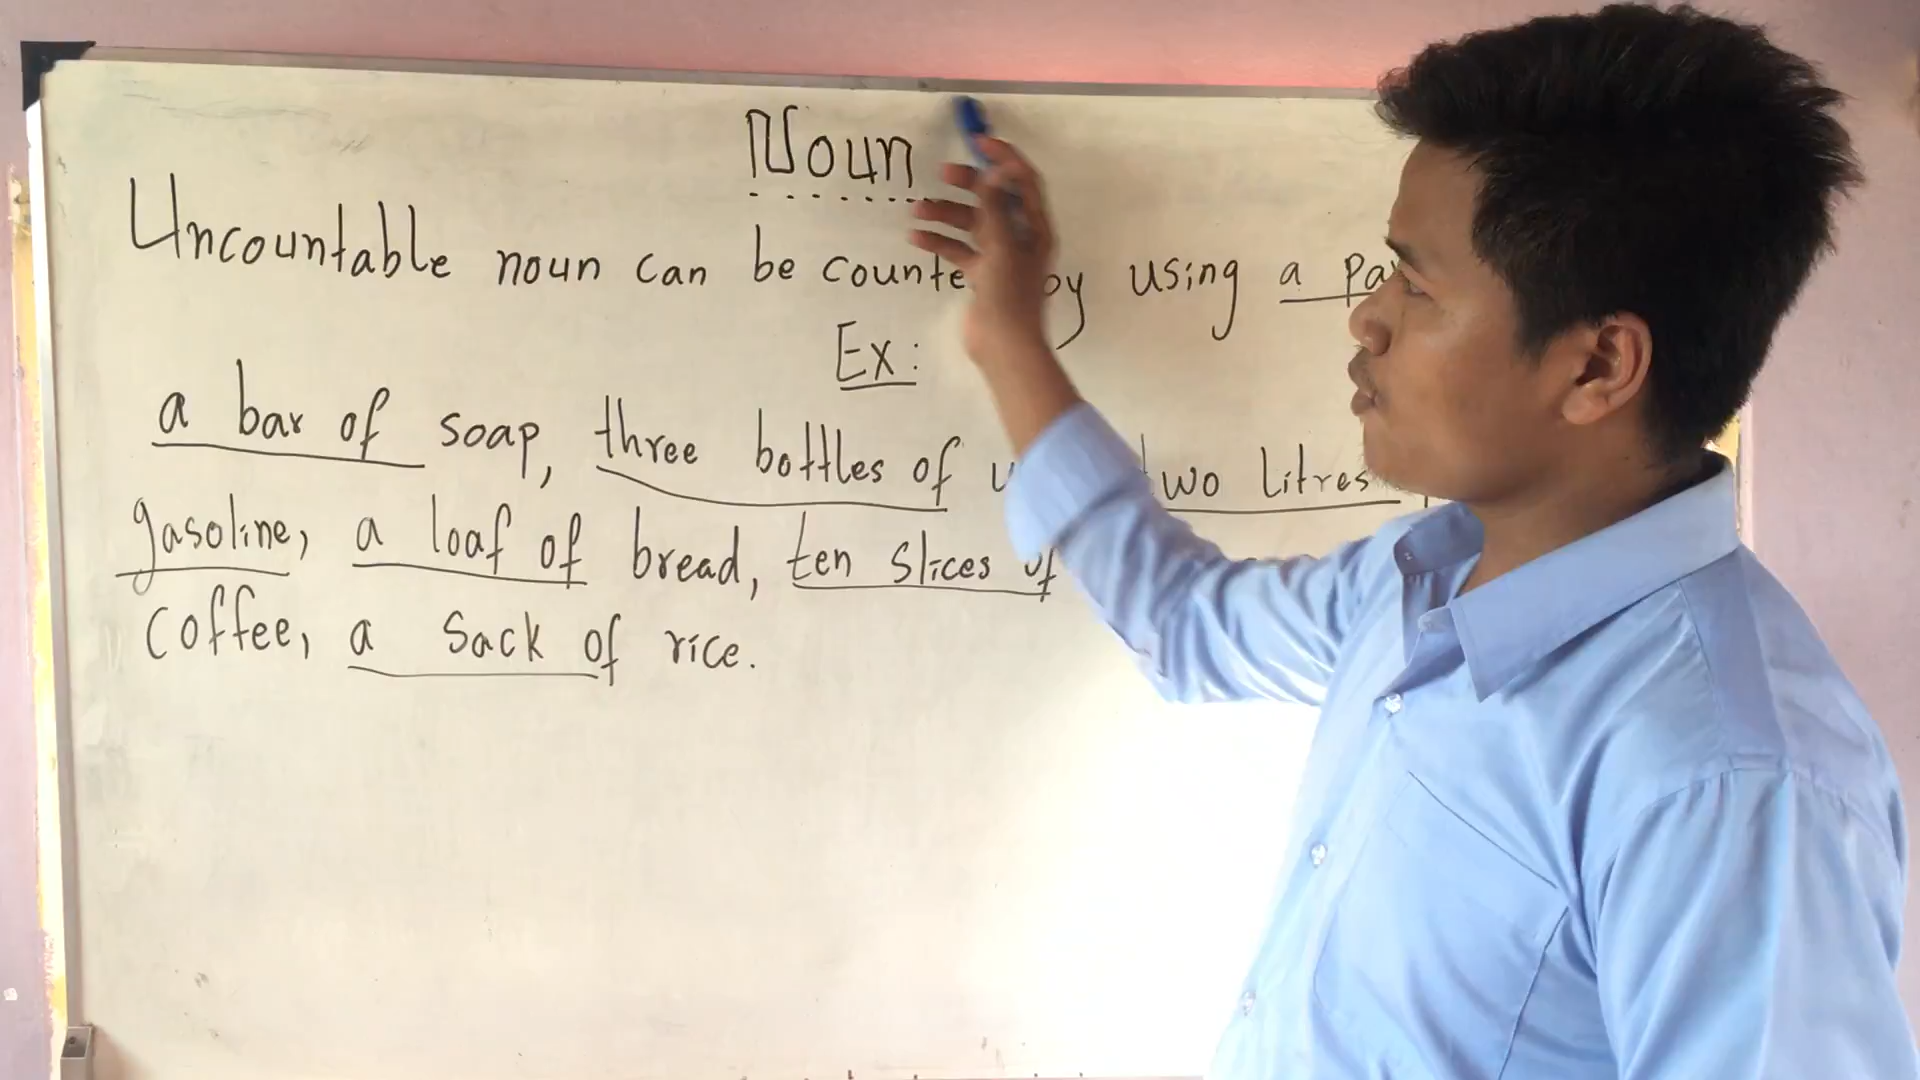 Noun
Uncountable noun can be counte by using a pa
Ex:
a bar of soap, three bottles of two litres
gasoline, a loaf of bread, ten slices of
coffee, a sack of rice.